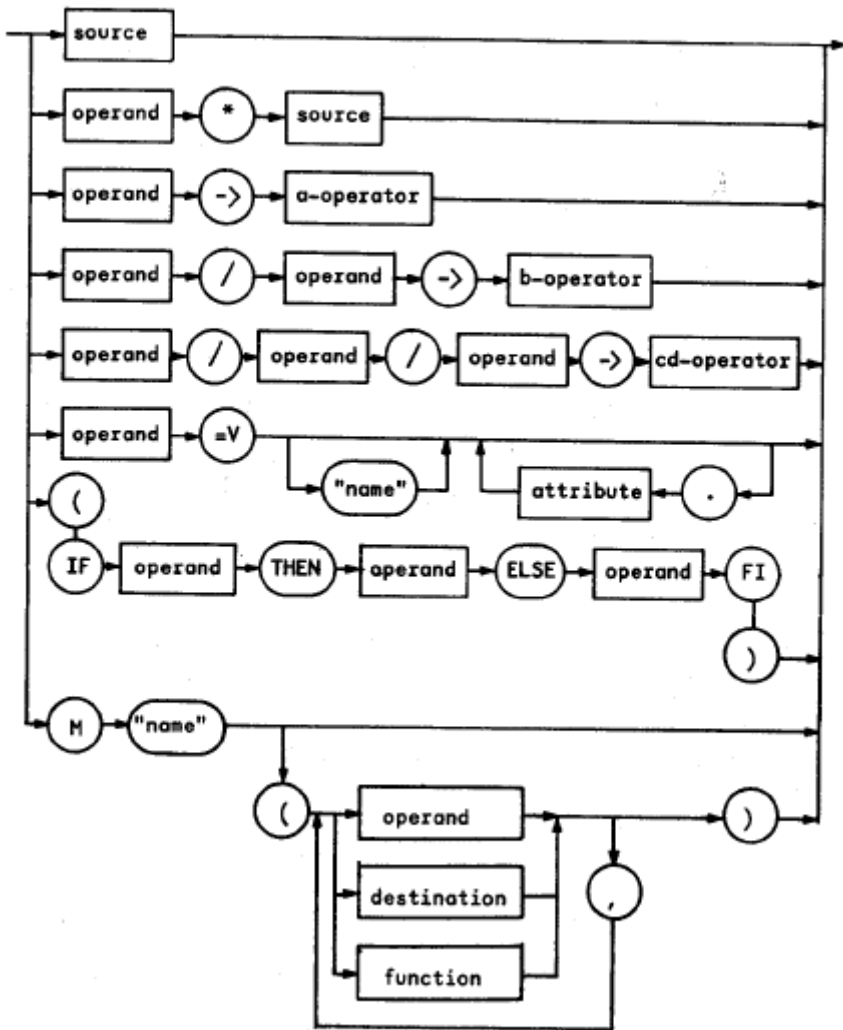 source
operand * source
operand -> a-operator
operand / operand -> b-operator
operand / operand / operand -> cd-operator
operand =V
"name" attribute .
(
IF operand THEN operand ELSE operand FI
)
M "name"
( operand )
destination ,
function